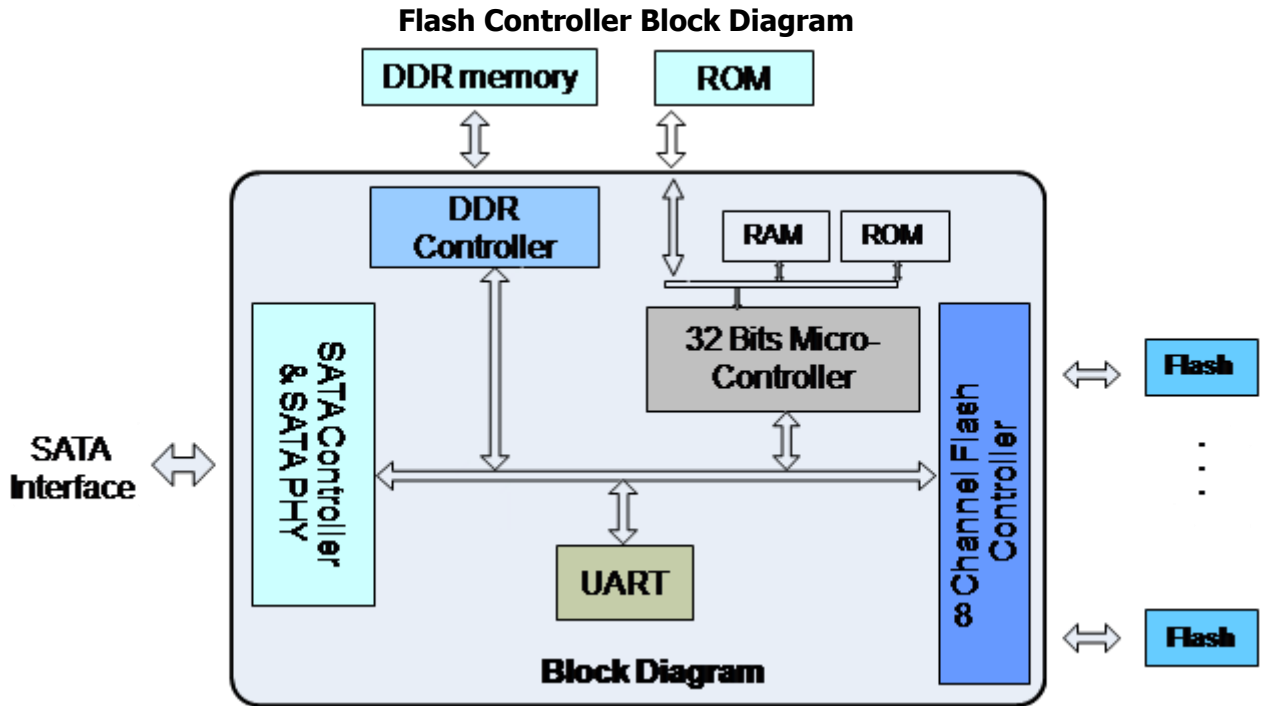 Flash Controller Block Diagram
DDR memory
ROM
DDR
Controller
RAM
ROM
32 Bits Micro-
Controller
SATA Controller
& SATA PHY
SATA
Interface
8 Channel Flash
Controller
Flash
Flash
UART
Block Diagram